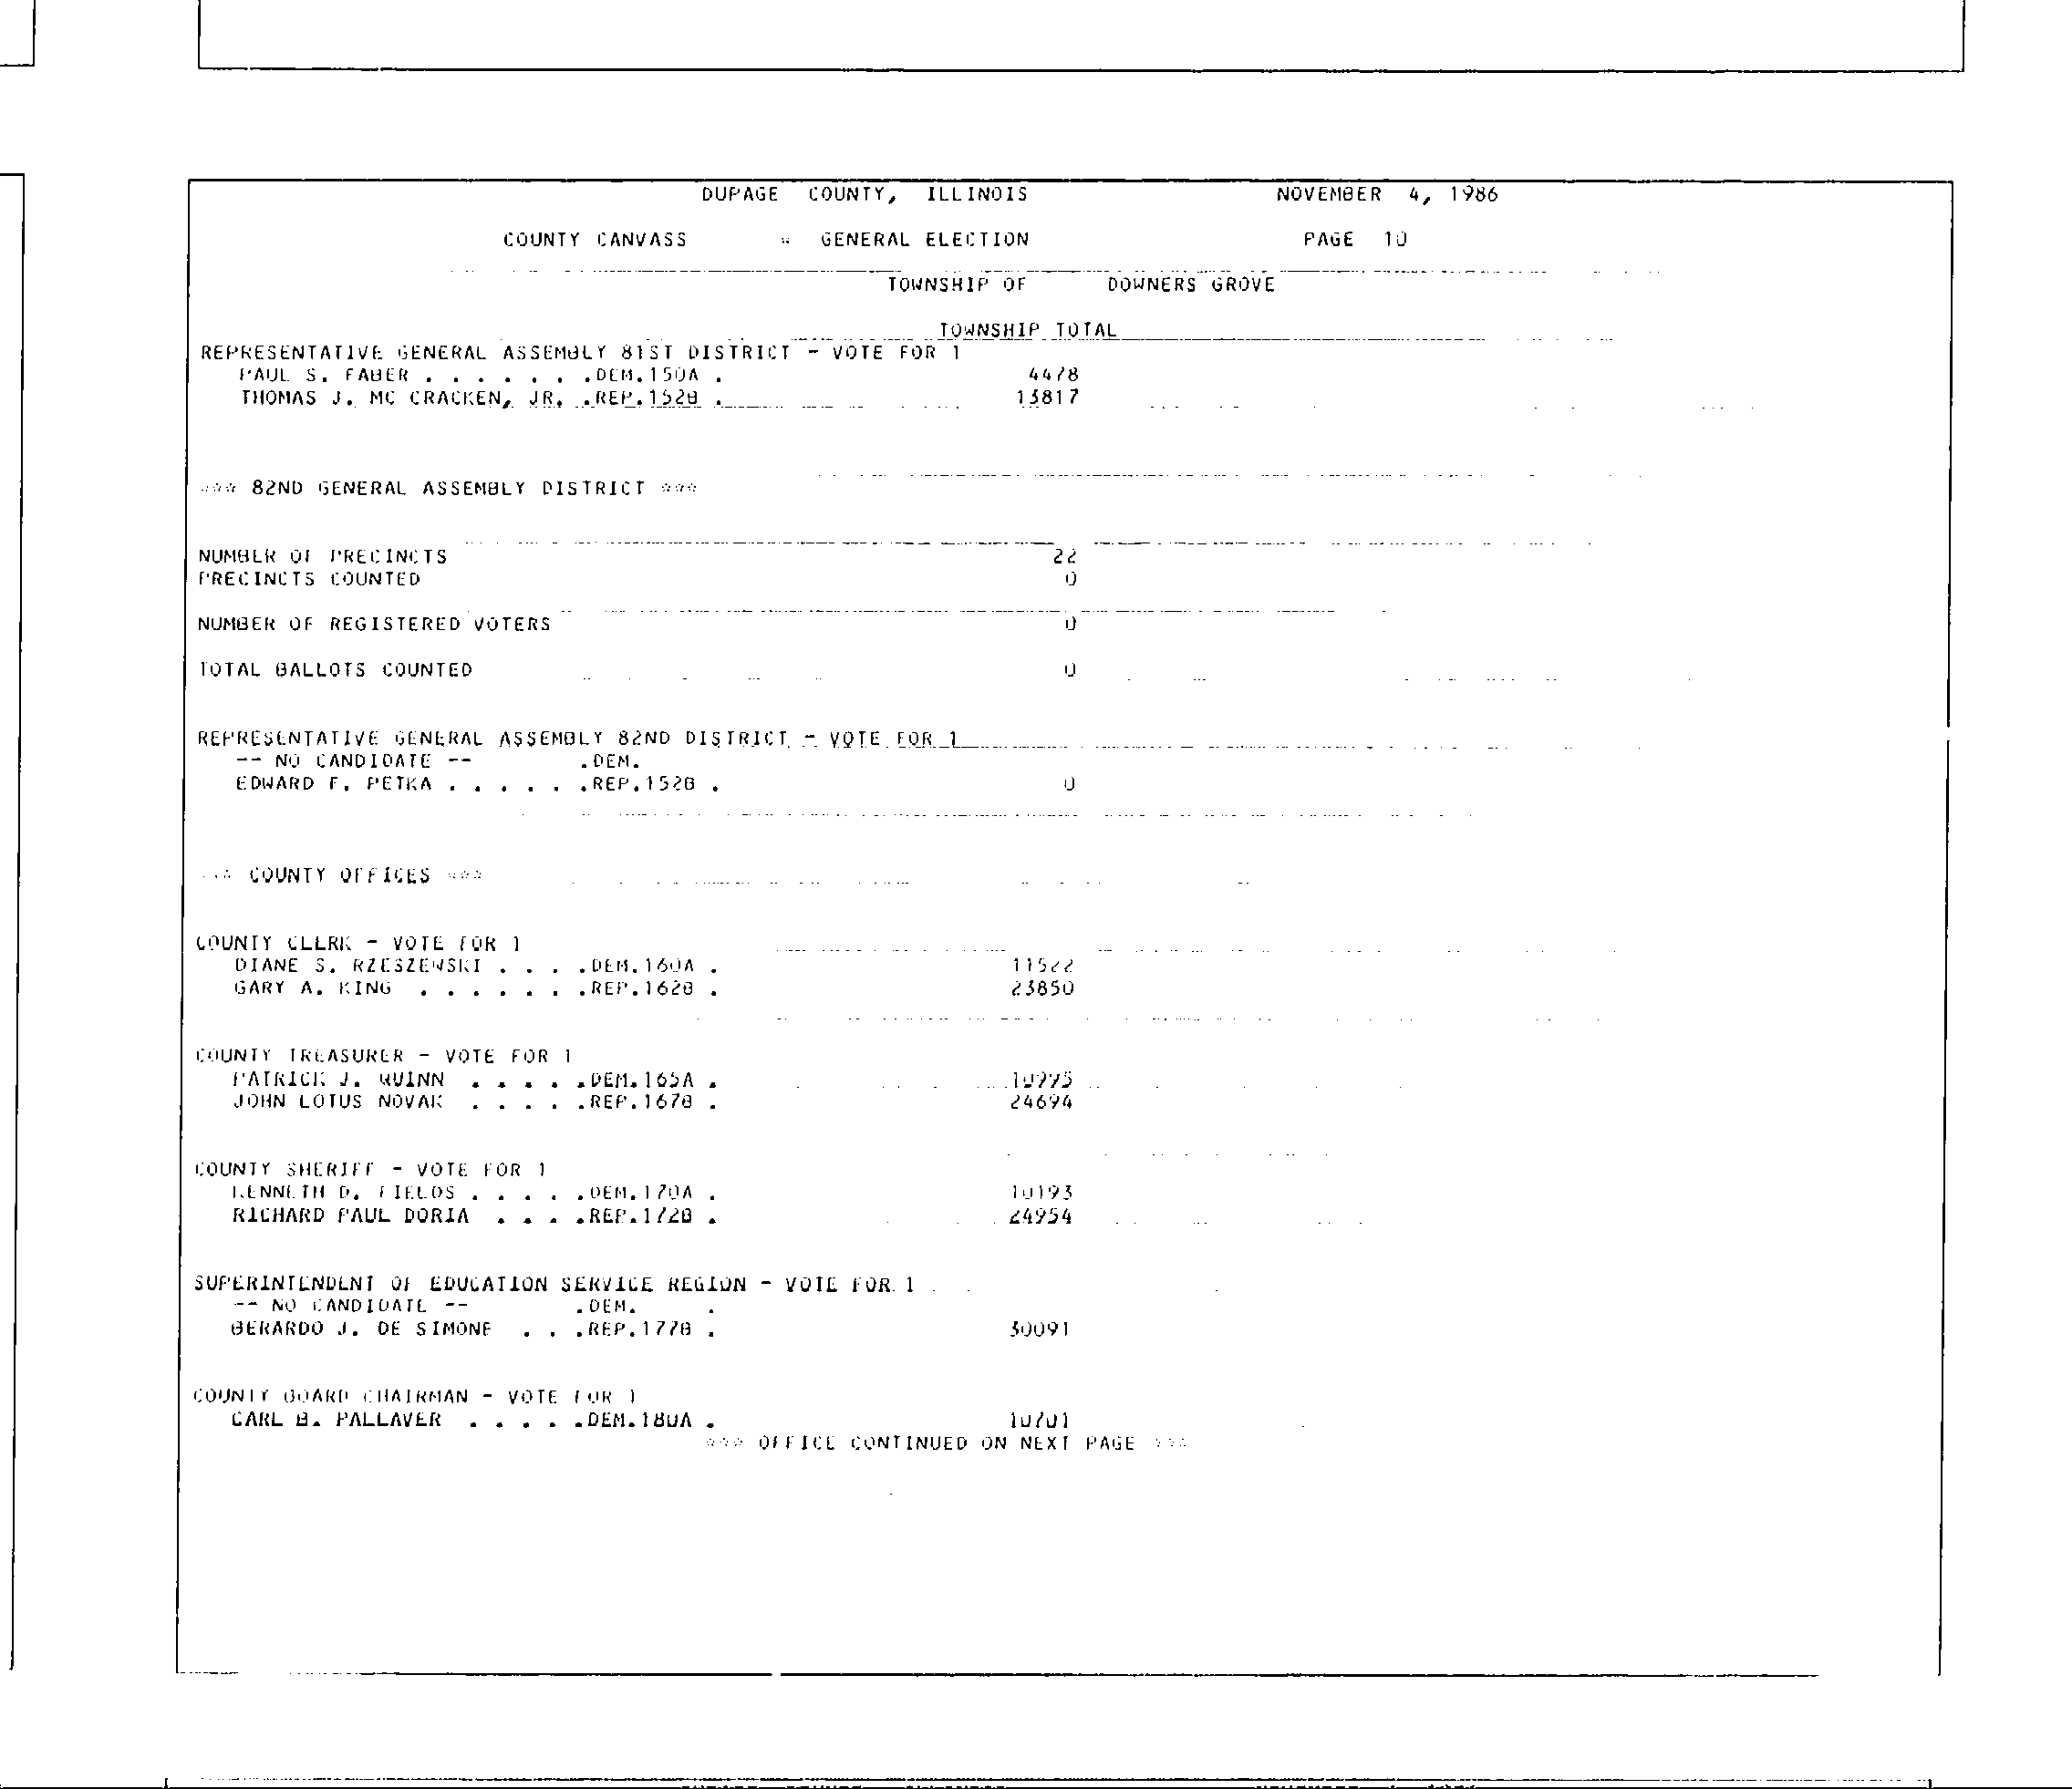 DUPAGE COUNTY, ILLINOIS NOVEMBER 4, 1986
COUNTY CANVASS * GENERAL ELECTION PAGE 10
TOWNSHIP OF DOWNERS GROVE
TOWNSHIP TOTAL
REPRESENTATIVE GENERAL ASSEMBLY 81ST DISTRICT - VOTE FOR 1
PAUL S. FABER . . . . . . . .DEM.150A . 4478
THOMAS J. MC CRACKEN, JR. .REP.152B . 13817
*** 82ND GENERAL ASSEMBLY DISTRICT ***
NUMBER OF PRECINCTS 22
PRECINCTS COUNTED 0
NUMBER OF REGISTERED VOTERS 0
TOTAL BALLOTS COUNTED 0
REPRESENTATIVE GENERAL ASSEMBLY 82ND DISTRICT - VOTE FOR 1
-- NO CANDIDATE -- .DEM.
EDWARD F. PETKA . . . . . .REP.152B . 0
*** COUNTY OFFICES ***
COUNTY CLERK - VOTE FOR 1
DIANE S. RZESZEWSKI . . . .DEM.160A . 11522
GARY A. KING . . . . . . .REP.162B . 23850
COUNTY TREASURER - VOTE FOR 1
PATRICK J. QUINN . . . . .DEM.165A . 10995
JOHN LOTUS NOVAK . . . . .REP.167B . 24694
COUNTY SHERIFF - VOTE FOR 1
KENNETH D. FIELDS . . . . .DEM.170A . 10193
RICHARD PAUL DORIA . . . .REP.172B . 24954
SUPERINTENDENT OF EDUCATION SERVICE REGION - VOTE FOR 1
-- NO CANDIDATE -- .DEM. .
BERARDO J. DE SIMONE . . .REP.177B . 30091
COUNTY BOARD CHAIRMAN - VOTE FOR 1
CARL B. PALLAVER . . . . .DEM.180A . 10701
*** OFFICE CONTINUED ON NEXT PAGE ***